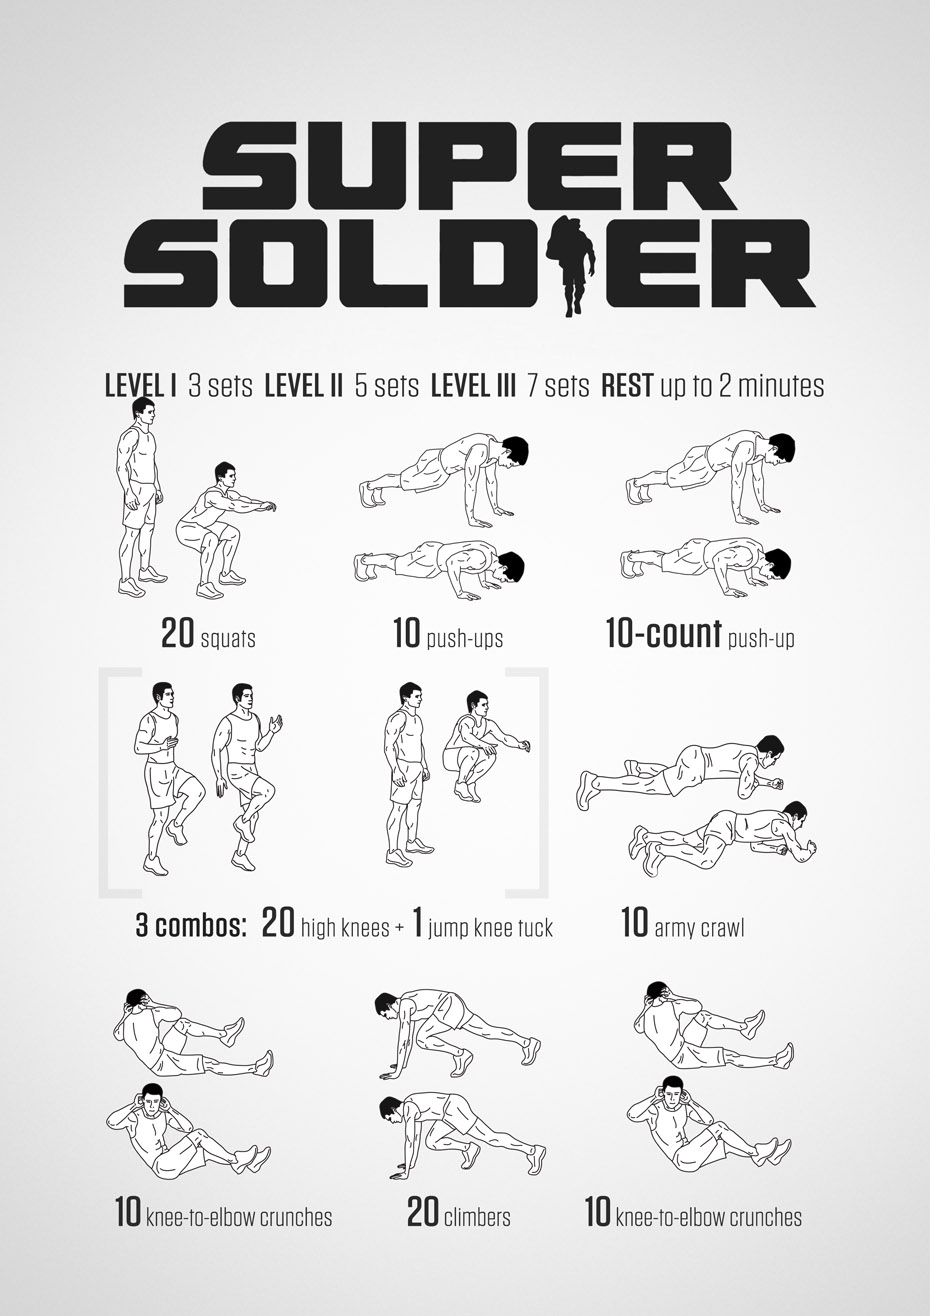 SUPER
SOLDIER
LEVEL I 3 sets LEVEL II 5 sets LEVEL III 7 sets REST up to 2 minutes
20 squats
10 push-ups
10-count push-up
3 combos: 20 high knees + 1 jump knee tuck
10 army crawl
10 knee-to-elbow crunches
20 climbers
10 knee-to-elbow crunches